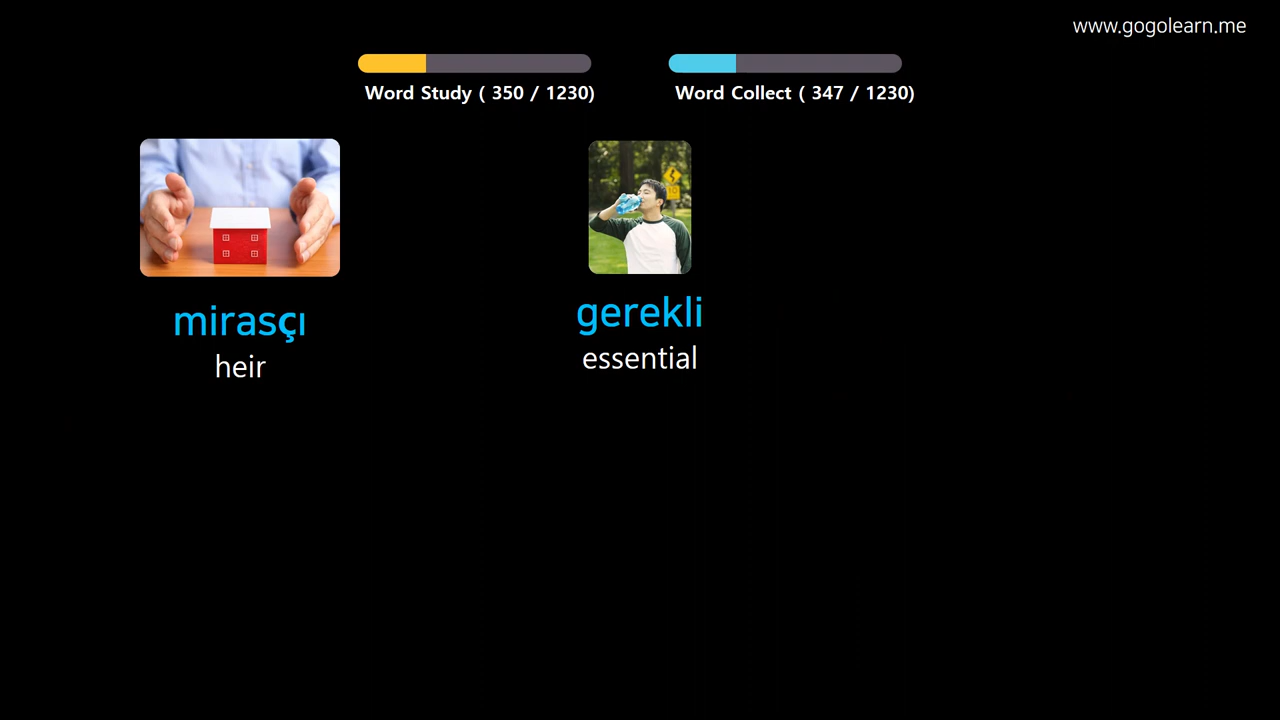 www.gogolearn.me
Word Study ( 350 / 1230)
Word Collect ( 347 / 1230)
mirasçı
heir
gerekli
essential